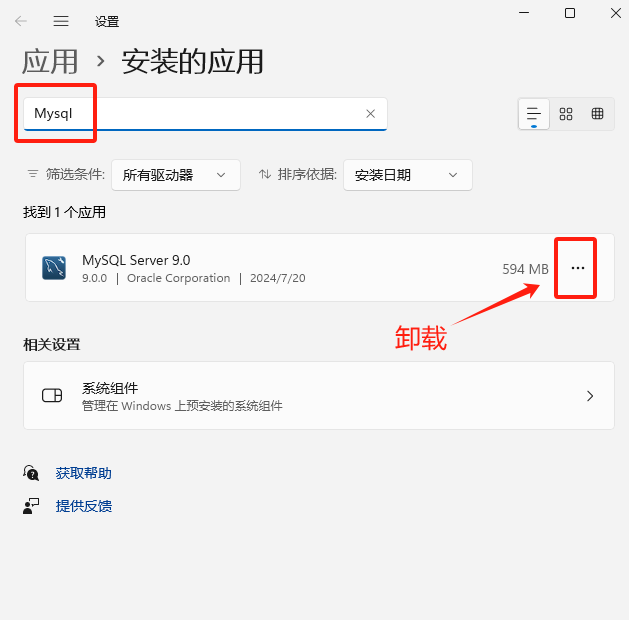 设置
应用 › 安装的应用
Mysql
筛选条件: 所有驱动器 排序依据: 安装日期
找到 1 个应用
MySQL Server 9.0
594 MB
9.0.0 | Oracle Corporation | 2024/7/20
卸载
相关设置
系统组件
管理在 Windows 上预安装的系统组件
获取帮助
提供反馈